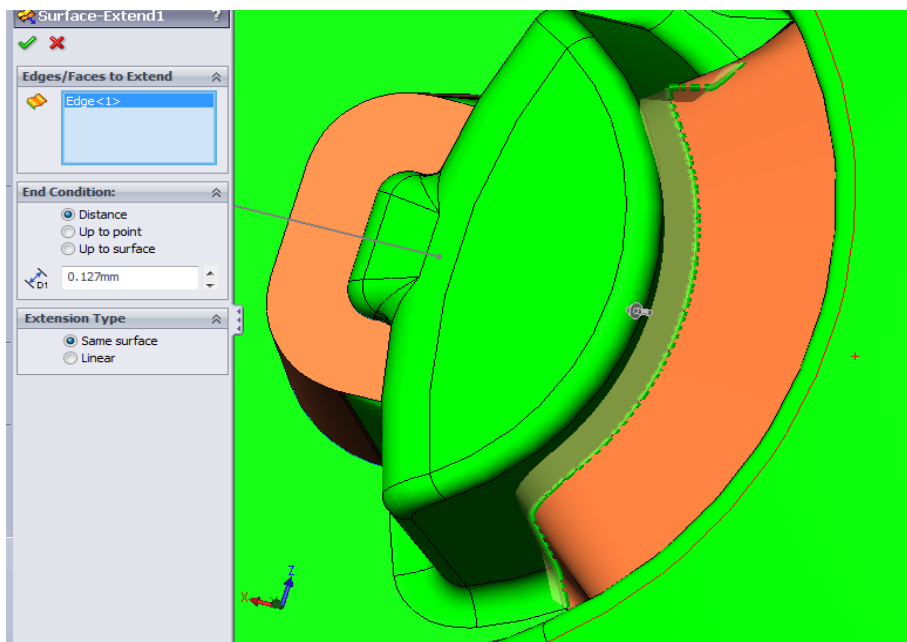 Surface-Extend1 ?
Edges/Faces to Extend
Edge<1>
End Condition:
Distance
Up to point
Up to surface
D1 0.127mm
Extension Type
Same surface
Linear
Z
X